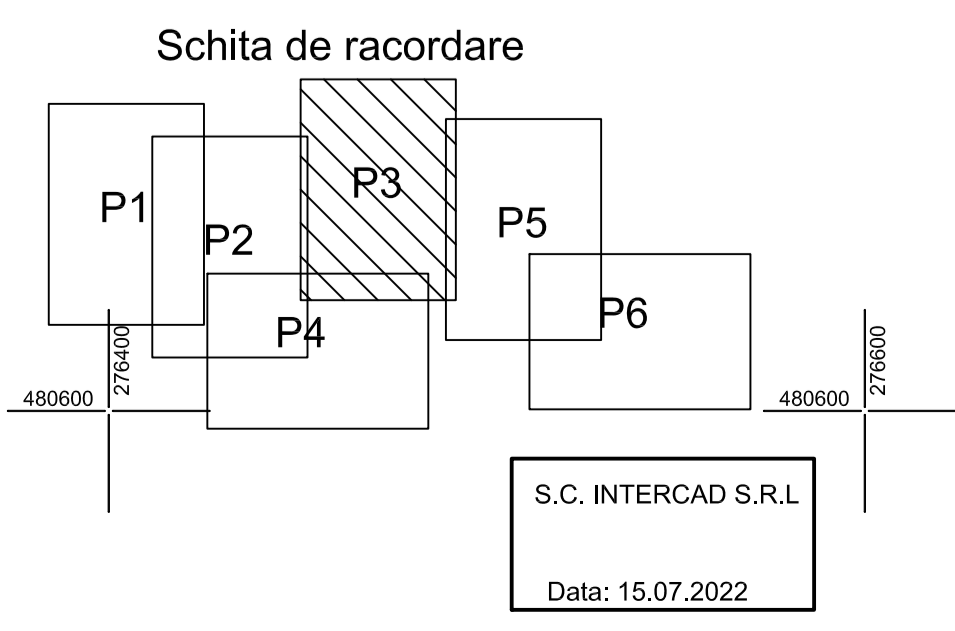 Schita de racordare
P1
P2
P3
P4
P5
P6
480600
276400
480600
276600
S.C. INTERCAD S.R.L
Data: 15.07.2022